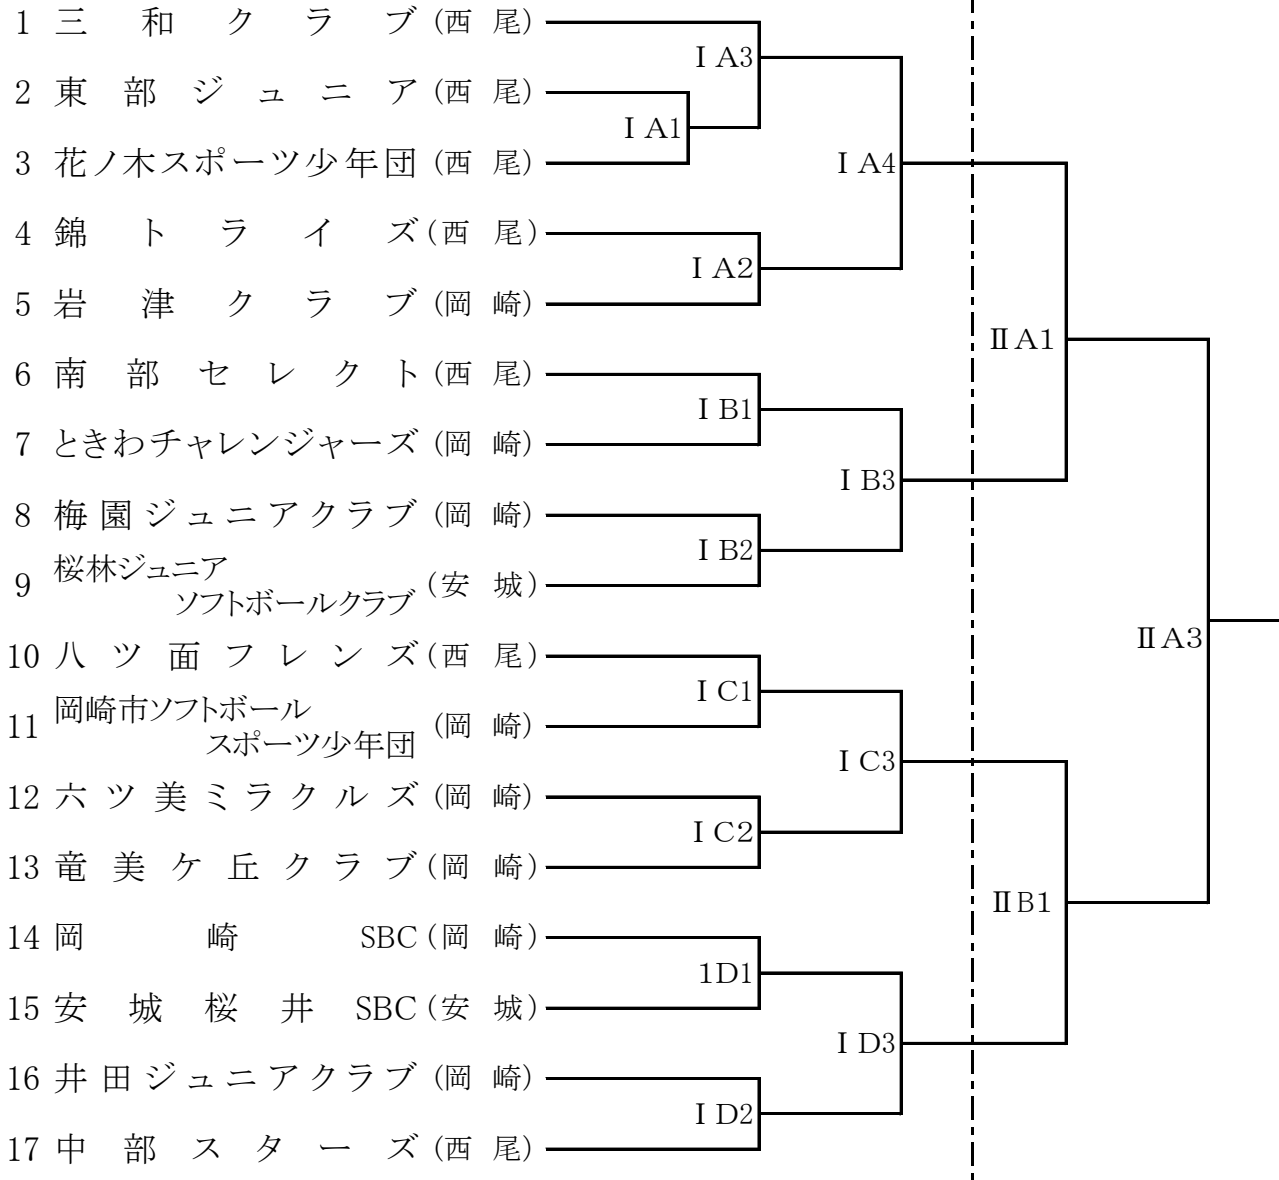 1 三和クラブ (西尾)
ⅠA3
2 東部ジュニア (西尾)
ⅠA1
3 花ノ木スポーツ少年団 (西尾)
ⅠA4
4 錦トライズ (西尾)
ⅠA2
5 岩津クラブ (岡崎)
ⅡA1
6 南部セレクト (西尾)
ⅠB1
7 ときわチャレンジャーズ (岡崎)
ⅠB3
8 梅園ジュニアクラブ (岡崎)
ⅠB2
9 桜林ジュニア
ソフトボールクラブ (安城)
ⅡA3
10 八ツ面フレンズ (西尾)
ⅠC1
11 岡崎市ソフトボール
スポーツ少年団 (岡崎)
ⅠC3
12 六ツ美ミラクルズ (岡崎)
ⅠC2
13 竜美ケ丘クラブ (岡崎)
ⅡB1
14 岡崎SBC (岡崎)
1D1
15 安城桜井SBC (安城)
ⅠD3
16 井田ジュニアクラブ (岡崎)
ⅠD2
17 中部スターズ (西尾)